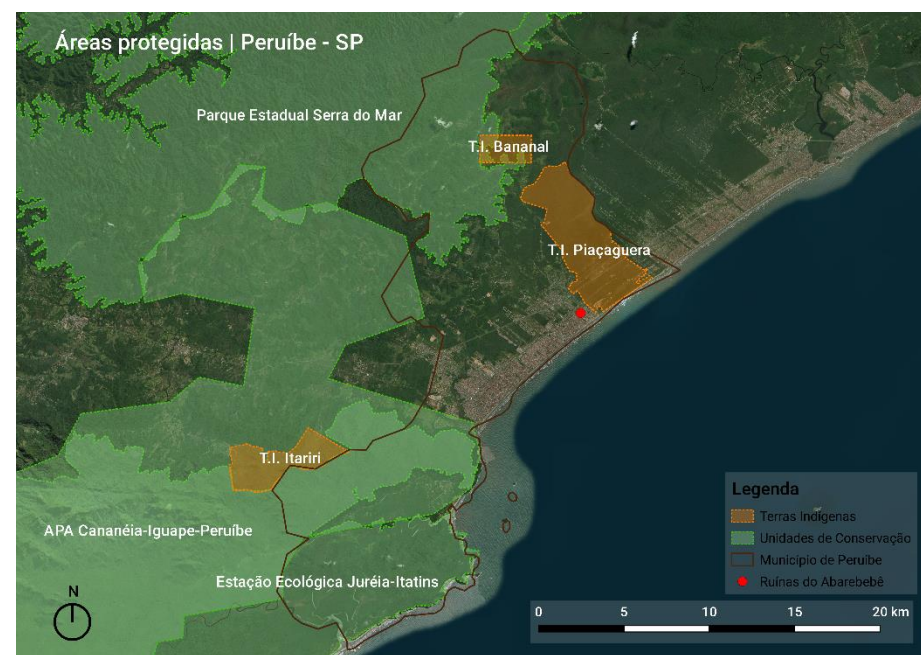 Áreas protegidas | Peruíbe - SP
Parque Estadual Serra do Mar
T.I. Bananal
T.I. Piaçaguera
T.I. Itariri
APA Cananéia-Iguape-Peruíbe
Estação Ecológica Juréia-Itatins
N
Legenda
Terras Indígenas
Unidades de Conservação
Município de Peruíbe
Ruínas do Abarebebê
0 5 10 15 20 km